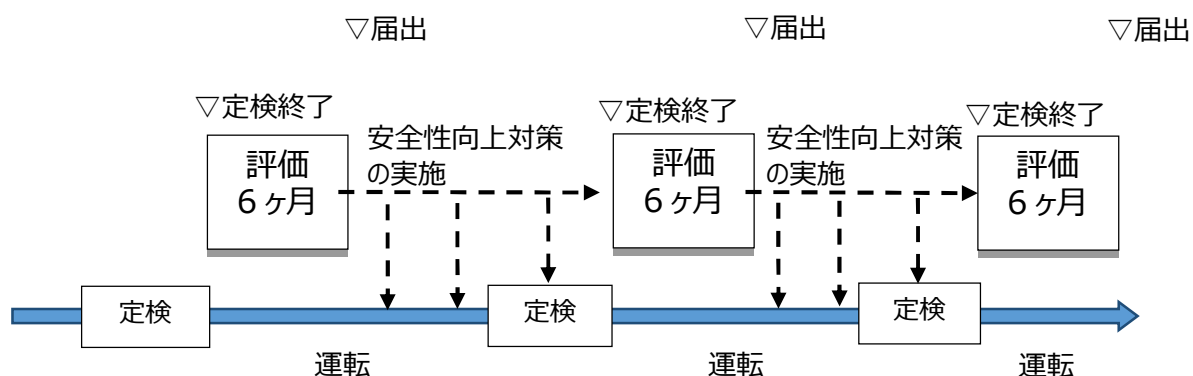 ▽届出
▽届出
▽届出
▽定検終了
▽定検終了
▽定検終了
評価
6ヶ月
安全性向上対策
の実施
評価
6ヶ月
安全性向上対策
の実施
評価
6ヶ月
定検
定検
定検
運転
運転
運転